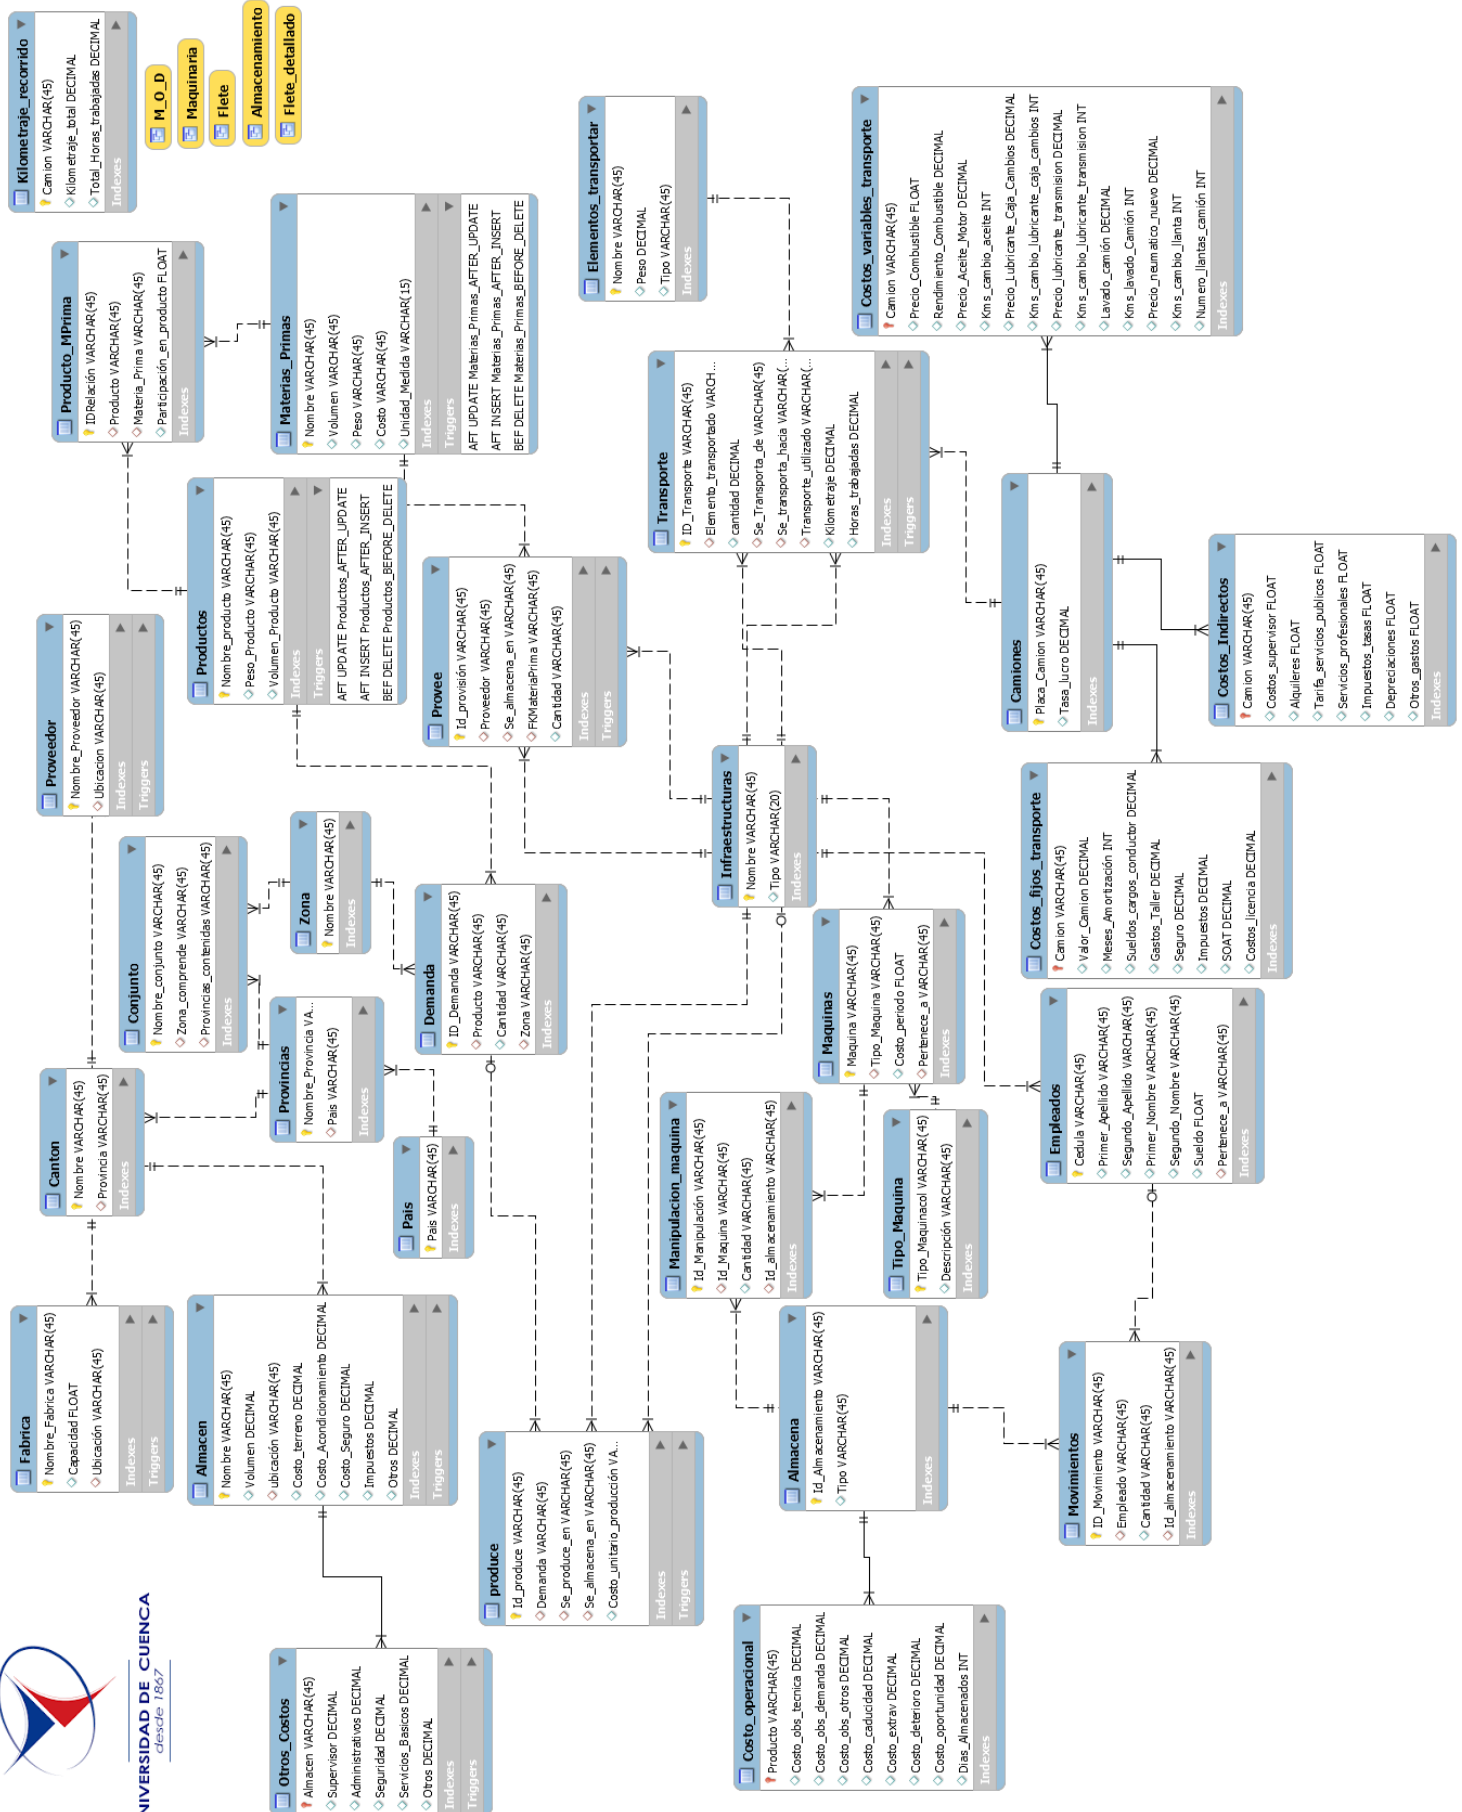 UNIVERSIDAD DE CUENCA
desde 1867
Fabrica
Nombre_Fabrica VARCHAR(45)
Capacidad FLOAT
Ubicación VARCHAR(45)
Indexes
Triggers
Canton
Nombre VARCHAR(45)
Provincia VARCHAR(45)
Indexes
Proveedor
Nombre_Proveedor VARCHAR(45)
Ubicacion VARCHAR(45)
Indexes
Triggers
Producto_MPrima
IDRelación VARCHAR(45)
Producto VARCHAR(45)
Materia_Prima VARCHAR(45)
Participación_en_producto FLOAT
Indexes
Kilometraje_recorrido
Camion VARCHAR(45)
Kilometraje_total DECIMAL
Total_Horas_trabajadas DECIMAL
Indexes
M_O_D
Maquinaria
Flete
Almacenamiento
Flete_detallado
Conjunto
Nombre_conjunto VARCHAR(45)
Zona_comprende VARCHAR(45)
Provincias_contenidas VARCHAR(45)
Indexes
Almacen
Nombre VARCHAR(45)
Volumen DECIMAL
ubicación VARCHAR(45)
Costo_terreno DECIMAL
Costo_Acondicionamiento DECIMAL
Costo_Seguro DECIMAL
Impuestos DECIMAL
Otros DECIMAL
Indexes
Triggers
Provincias
Nombre_Provincia VA...
Pais VARCHAR(45)
Indexes
Zona
Nombre VARCHAR(45)
Indexes
Productos
Nombre_producto VARCHAR(45)
Peso_Producto VARCHAR(45)
Volumen_Producto VARCHAR(45)
Indexes
Triggers
AFT UPDATE Productos_AFTER_UPDATE
AFT INSERT Productos_AFTER_INSERT
BEF DELETE Productos_BEFORE_DELETE
Materias_Primas
Nombre VARCHAR(45)
Volumen VARCHAR(45)
Peso VARCHAR(45)
Costo VARCHAR(45)
Unidad_Medida VARCHAR(15)
Indexes
Triggers
AFT UPDATE Materias_Primas_AFTER_UPDATE
AFT INSERT Materias_Primas_AFTER_INSERT
BEF DELETE Materias_Primas_BEFORE_DELETE
Otros_Costos
Almacen VARCHAR(45)
Supervisor DECIMAL
Administrativos DECIMAL
Seguridad DECIMAL
Servicios_Basicos DECIMAL
Otros DECIMAL
Indexes
Triggers
Pais
Pais VARCHAR(45)
Indexes
Demanda
ID_Demanda VARCHAR(45)
Producto VARCHAR(45)
Cantidad VARCHAR(45)
Zona VARCHAR(45)
Indexes
Provee
Id_provisión VARCHAR(45)
Proveedor VARCHAR(45)
Se_almacena_en VARCHAR(45)
FKMateriaPrima VARCHAR(45)
Cantidad VARCHAR(45)
Indexes
Triggers
produce
Id_produce VARCHAR(45)
Demanda VARCHAR(45)
Se_produce_en VARCHAR(45)
Se_almacena_en VARCHAR(45)
Costo_unitario_producción VA...
Indexes
Triggers
Elementos_transportar
Nombre VARCHAR(45)
Peso DECIMAL
Tipo VARCHAR(45)
Indexes
Manipulacion_maquina
Id_Manipulación VARCHAR(45)
Id_Maquina VARCHAR(45)
Cantidad VARCHAR(45)
Id_almacenamiento VARCHAR(45)
Indexes
Infraestructuras
Nombre VARCHAR(45)
Tipo VARCHAR(20)
Indexes
Transporte
ID_Transporte VARCHAR(45)
Elemento_transportado VARCH...
cantidad DECIMAL
Se_Transporta_de VARCHAR(45)
Se_transporta_hacia VARCHAR(...
Transporte_utilizado VARCHAR(...
Kilometraje DECIMAL
Horas_trabajadas DECIMAL
Indexes
Triggers
Costo_operacional
Producto VARCHAR(45)
Costo_obs_tecnica DECIMAL
Costo_obs_demanda DECIMAL
Costo_obs_otros DECIMAL
Costo_caducidad DECIMAL
Costo_extrav DECIMAL
Costo_deterioro DECIMAL
Costo_oportunidad DECIMAL
Dias_Almacenados INT
Indexes
Almacena
Id_Almacenamiento VARCHAR(45)
Tipo VARCHAR(45)
Indexes
Maquinas
Maquina VARCHAR(45)
Tipo_Maquina VARCHAR(45)
Costo_periodo FLOAT
Pertenece_a VARCHAR(45)
Indexes
Tipo_Maquina
Tipo_Maquinacol VARCHAR(45)
Descripción VARCHAR(45)
Indexes
Costos_variables_transporte
Camion VARCHAR(45)
Precio_Combustible FLOAT
Rendimiento_Combustible DECIMAL
Precio_Aceite_Motor DECIMAL
Kms_cambio_aceite INT
Precio_Lubricante_Caja_Cambios DECIMAL
Kms_cambio_lubricante_caja_cambios INT
Precio_lubricante_transmision DECIMAL
Kms_cambio_lubricante_transmision INT
Lavado_camión DECIMAL
Kms_lavado_Camión INT
Precio_neumatico_nuevo DECIMAL
Kms_cambio_llanta INT
Numero_llantas_camión INT
Indexes
Camiones
Placa_Camion VARCHAR(45)
Tasa_lucro DECIMAL
Indexes
Movimientos
ID_Movimiento VARCHAR(45)
Empleado VARCHAR(45)
Cantidad VARCHAR(45)
Id_almacenamiento VARCHAR(45)
Indexes
Empleados
Cedula VARCHAR(45)
Primer_Apellido VARCHAR(45)
Segundo_Apellido VARCHAR(45)
Primer_Nombre VARCHAR(45)
Segundo_Nombre VARCHAR(45)
Sueldo FLOAT
Pertenece_a VARCHAR(45)
Indexes
Costos_fijos_transporte
Camion VARCHAR(45)
Valor_Camion DECIMAL
Meses_Amortización INT
Sueldos_cargos_conductor DECIMAL
Gastos_Taller DECIMAL
Seguro DECIMAL
Impuestos DECIMAL
SOAT DECIMAL
Costos_licencia DECIMAL
Indexes
Costos_Indirectos
Camion VARCHAR(45)
Costos_supervisor FLOAT
Alquileres FLOAT
Tarifa_servicios_publicos FLOAT
Servicios_profesionales FLOAT
Impuestos_tasas FLOAT
Depreciaciones FLOAT
Otros_gastos FLOAT
Indexes